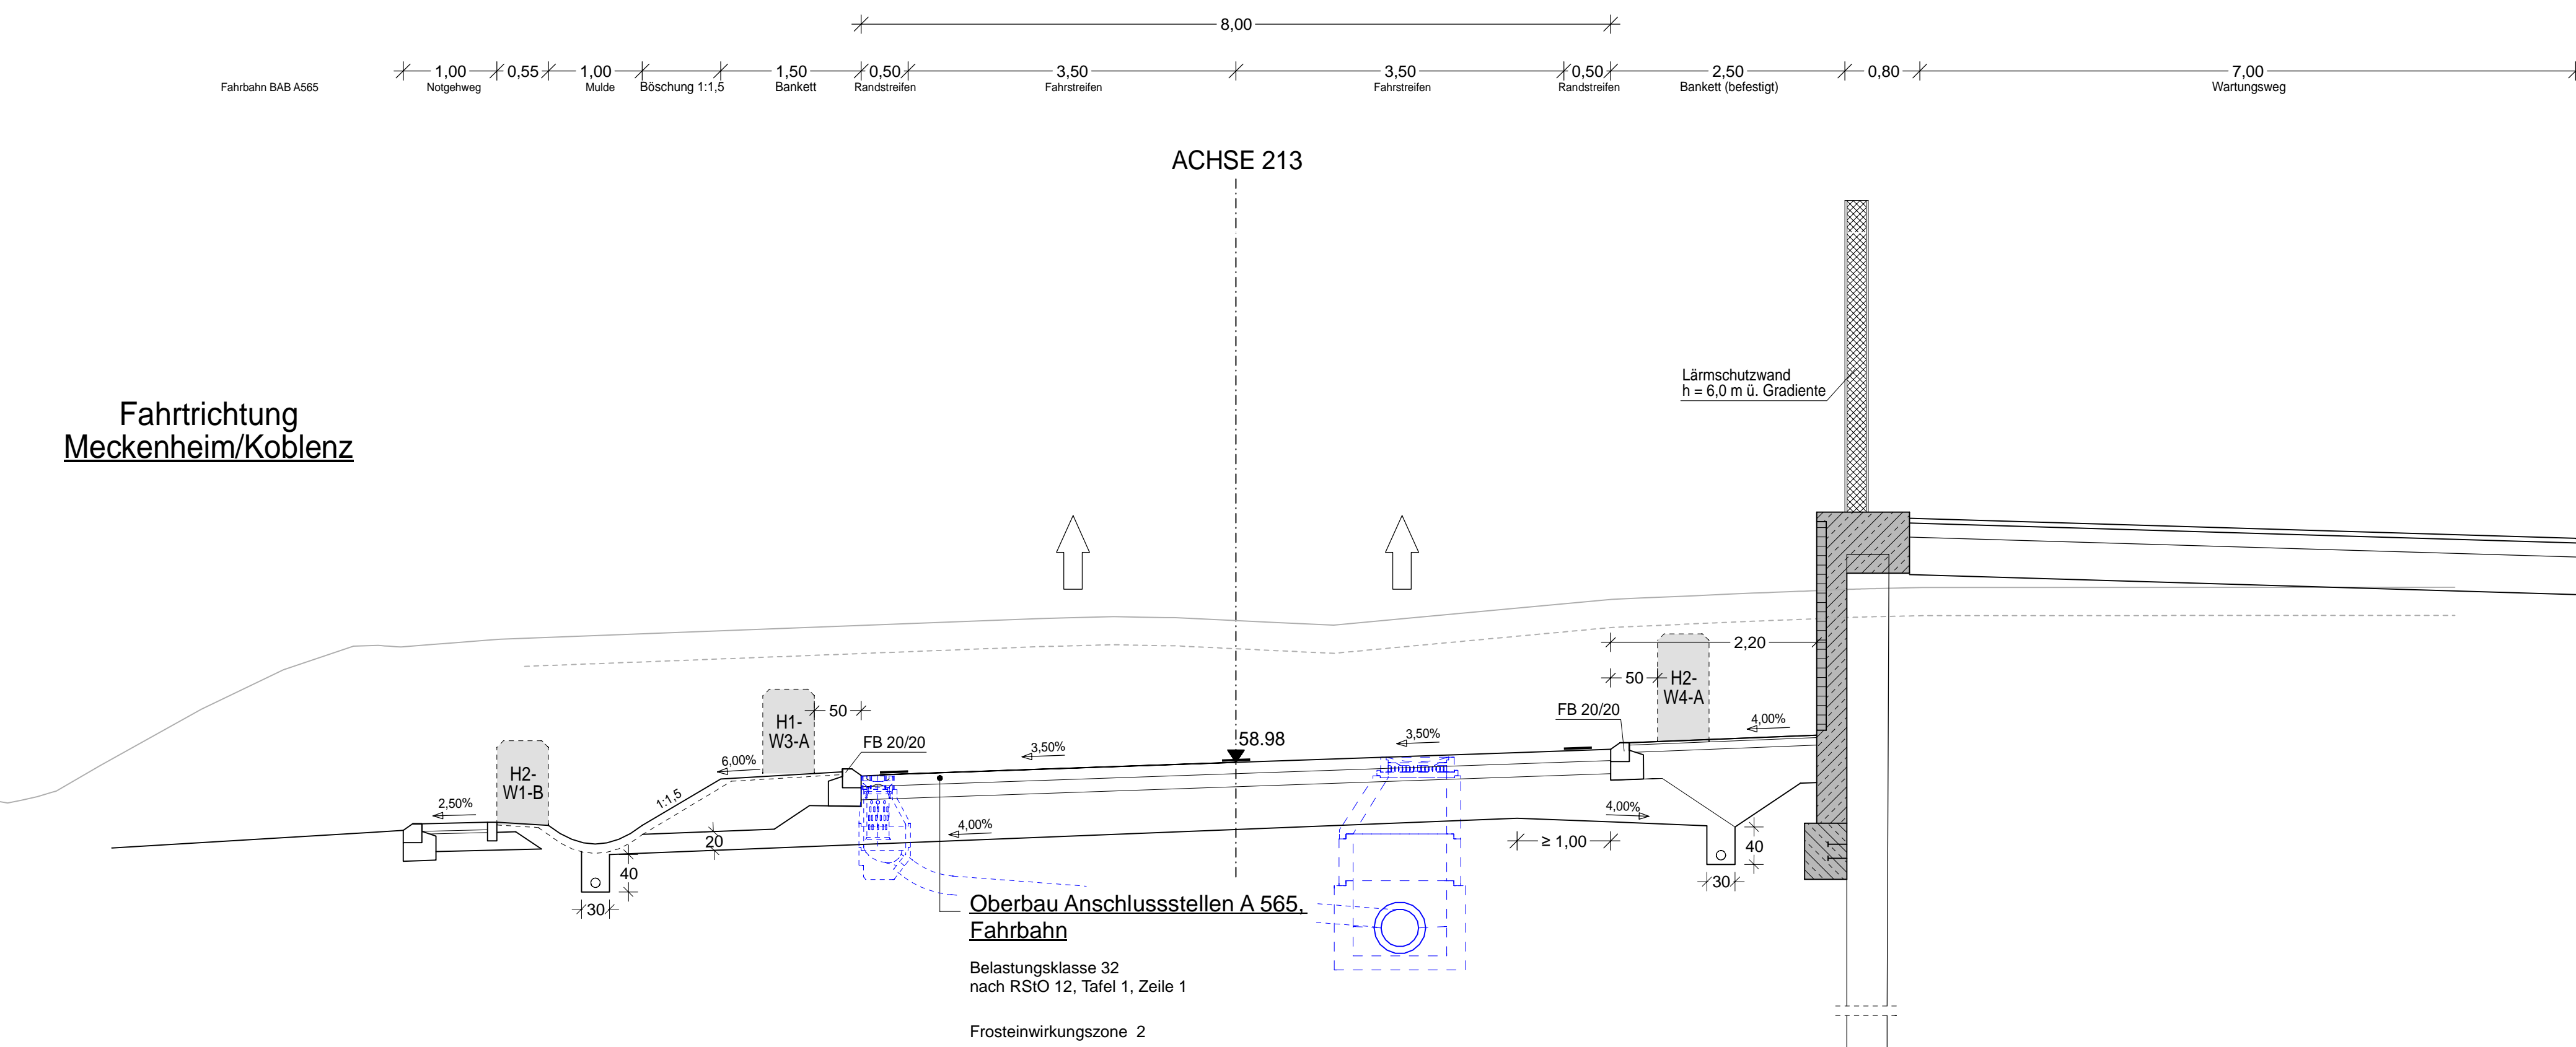 8,00
1,00 0,55 1,00 1,50 0,50 3,50 3,50 0,50 2,50 0,80 7,00
Fahrbahn BAB A565 Notgehweg Mulde Böschung 1:1,5 Bankett Randstreifen Fahrstreifen Fahrstreifen Randstreifen Bankett (befestigt) Wartungsweg
ACHSE 213
Lärmschutzwand
h = 6,0 m ü. Gradiente
Fahrtrichtung
Meckenheim/Koblenz
2,20
50
H2-
W4-A
FB 20/20
4,00%
50
H1-
W3-A
FB 20/20
6,00%
3,50%
58.98
3,50%
H2-
W1-B
2,50%
1:1,5
20
4,00%
4,00%
≥ 1,00
40
30
40
30
Oberbau Anschlussstellen A 565,
Fahrbahn
Belastungsklasse 32
nach RStO 12, Tafel 1, Zeile 1
Frosteinwirkungszone 2